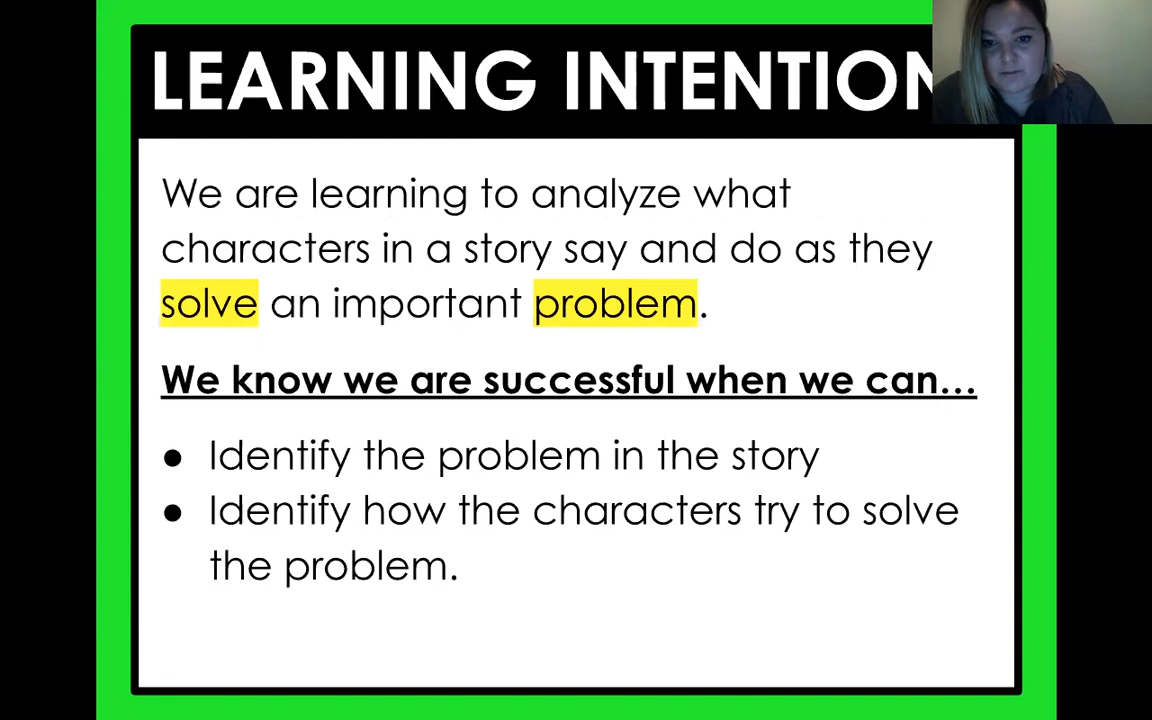 LEARNING INTENTION
We are learning to analyze what
characters in a story say and do as they
solve an important problem.
We know we are successful when we can...
● Identify the problem in the story
● Identify how the characters try to solve
the problem.